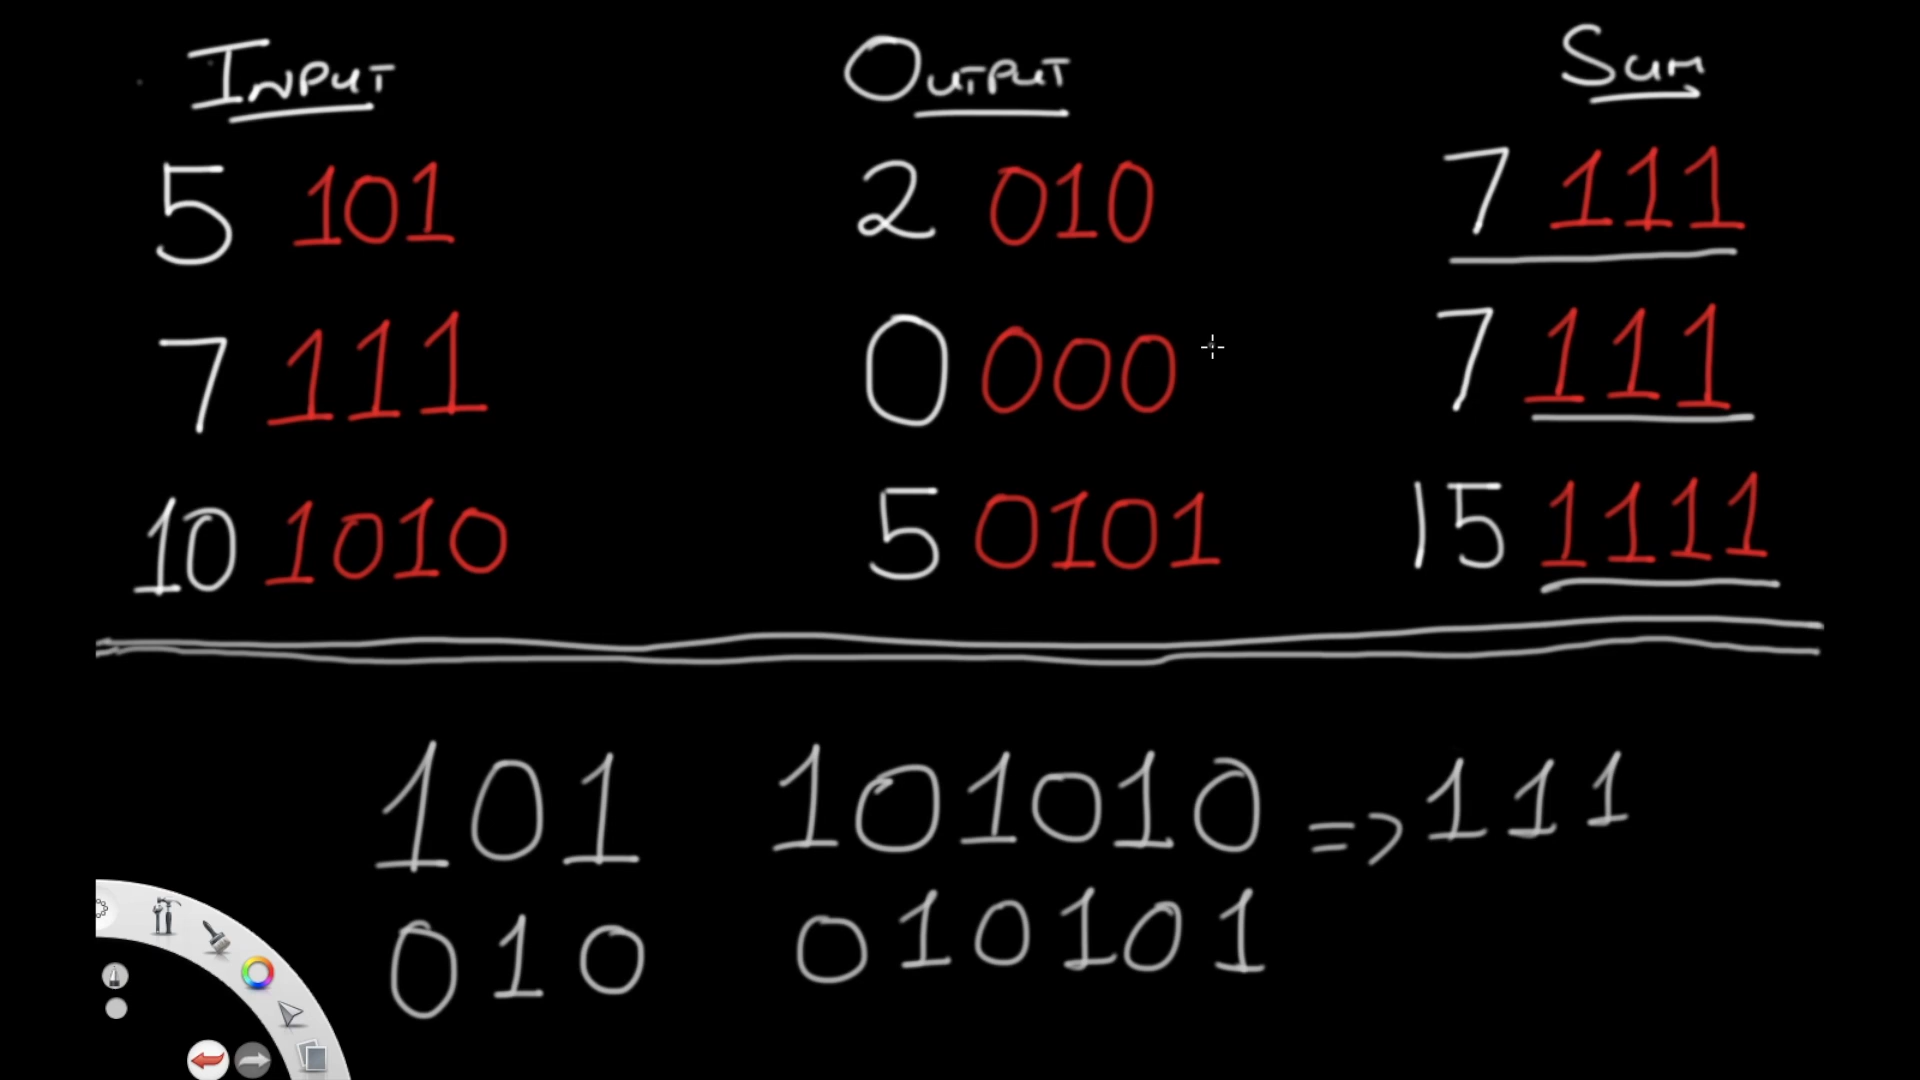 INPUT OUTPUT SUM
5 101 2 010 7 111
7 111 0 000 7 111
10 1010 5 0101 15 1111
101 101010 => 111
010 010101